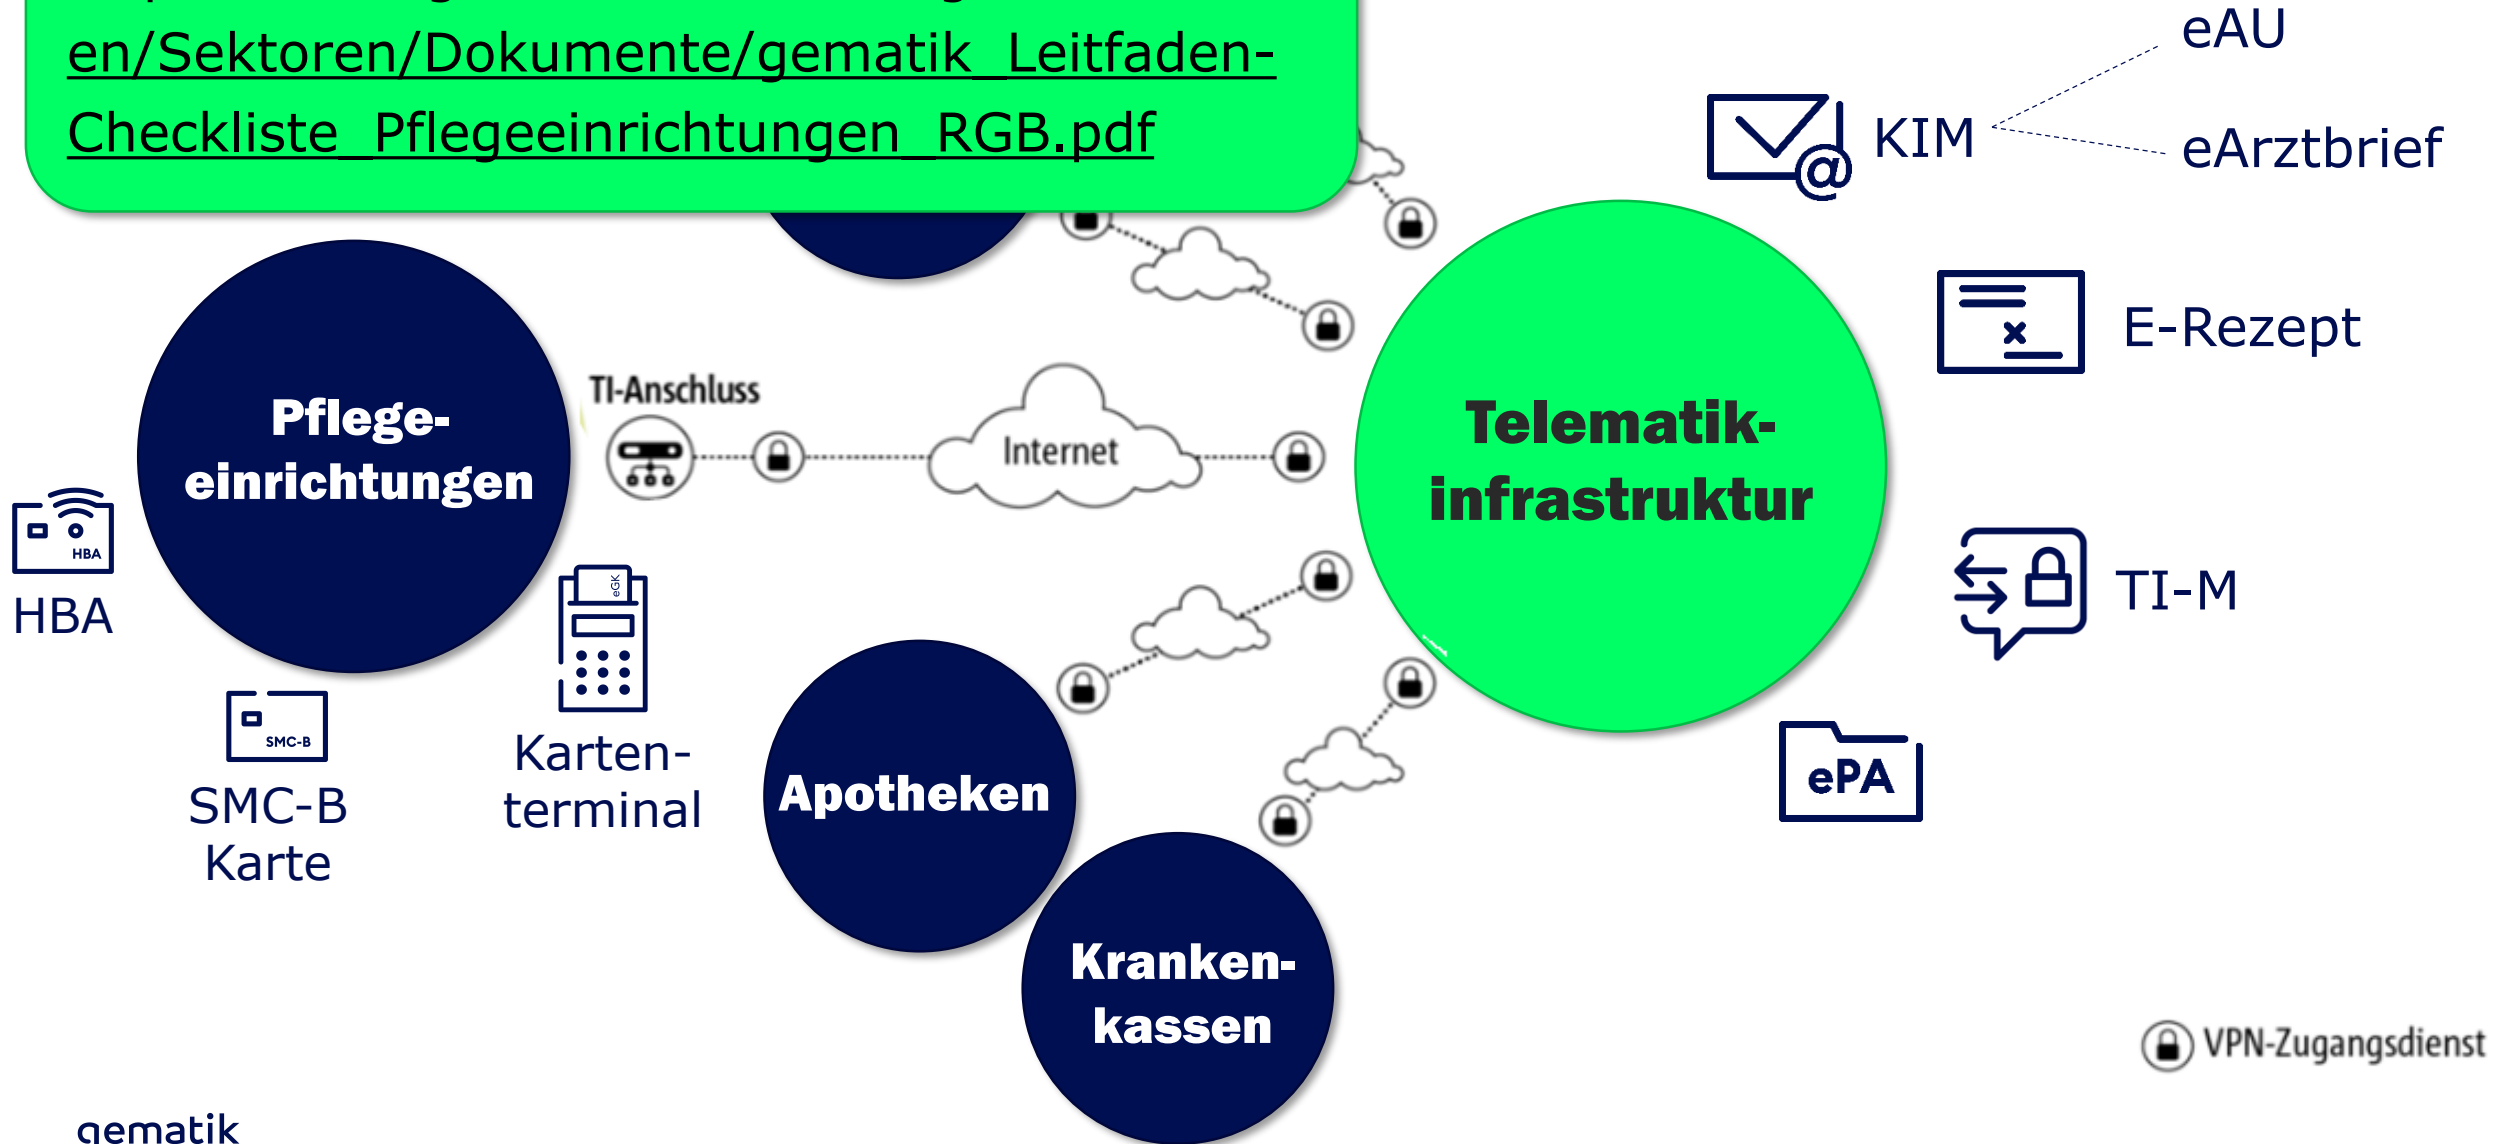 en/Sektoren/Dokumente/gematik_Leitfaden-
Checkliste_Pflegeeinrichtungen_RGB.pdf
eAU
KIM
eArztbrief
E-Rezept
TI-Anschluss
Internet
Pflege-
einrichtungen
Telematik-
infrastruktur
HBA
HBA
eGK
TI-M
SMC-B
SMC-B
Karte
Karten-
terminal
ePA
Apotheken
Kranken-
kassen
VPN-Zugangsdienst
gematik